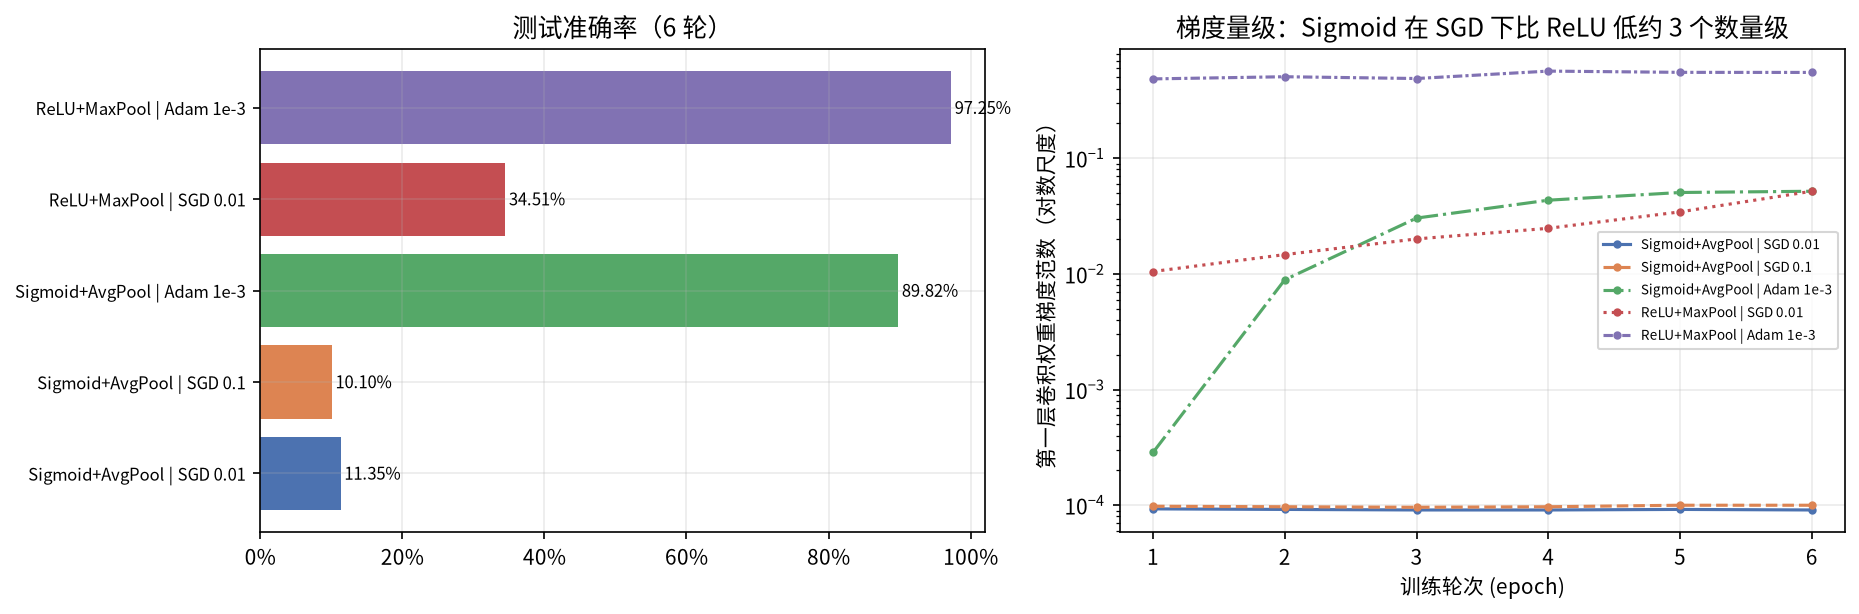 测试准确率（6 轮）
ReLU+MaxPool | Adam 1e-3
97.25%
ReLU+MaxPool | SGD 0.01
34.51%
Sigmoid+AvgPool | Adam 1e-3
89.82%
Sigmoid+AvgPool | SGD 0.1
10.10%
Sigmoid+AvgPool | SGD 0.01
11.35%
0%
20%
40%
60%
80%
100%
梯度量级：Sigmoid 在 SGD 下比 ReLU 低约 3 个数量级
第一层卷积权重梯度范数（对数尺度）
10⁻¹
10⁻²
10⁻³
10⁻⁴
Sigmoid+AvgPool | SGD 0.01
Sigmoid+AvgPool | SGD 0.1
Sigmoid+AvgPool | Adam 1e-3
ReLU+MaxPool | SGD 0.01
ReLU+MaxPool | Adam 1e-3
1
2
3
4
5
6
训练轮次 (epoch)